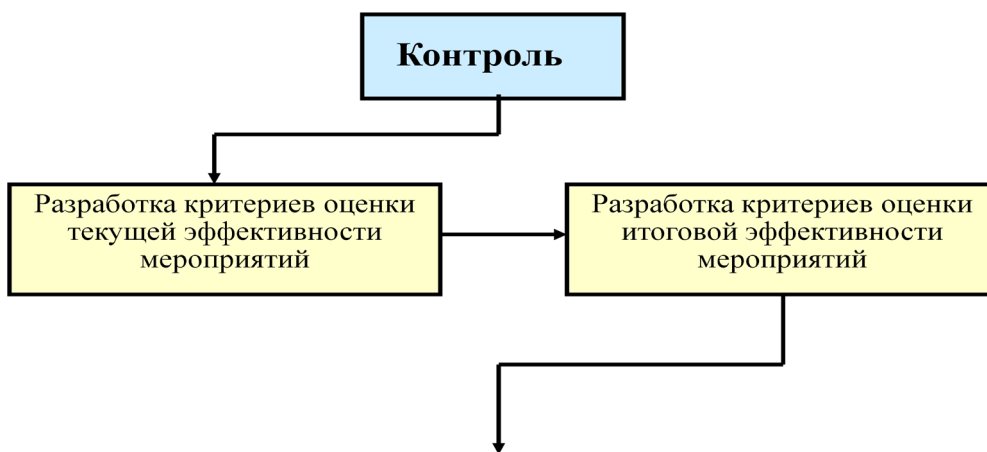 Контроль
Разработка критериев оценки
текущей эффективности
мероприятий
Разработка критериев оценки
итоговой эффективности
мероприятий